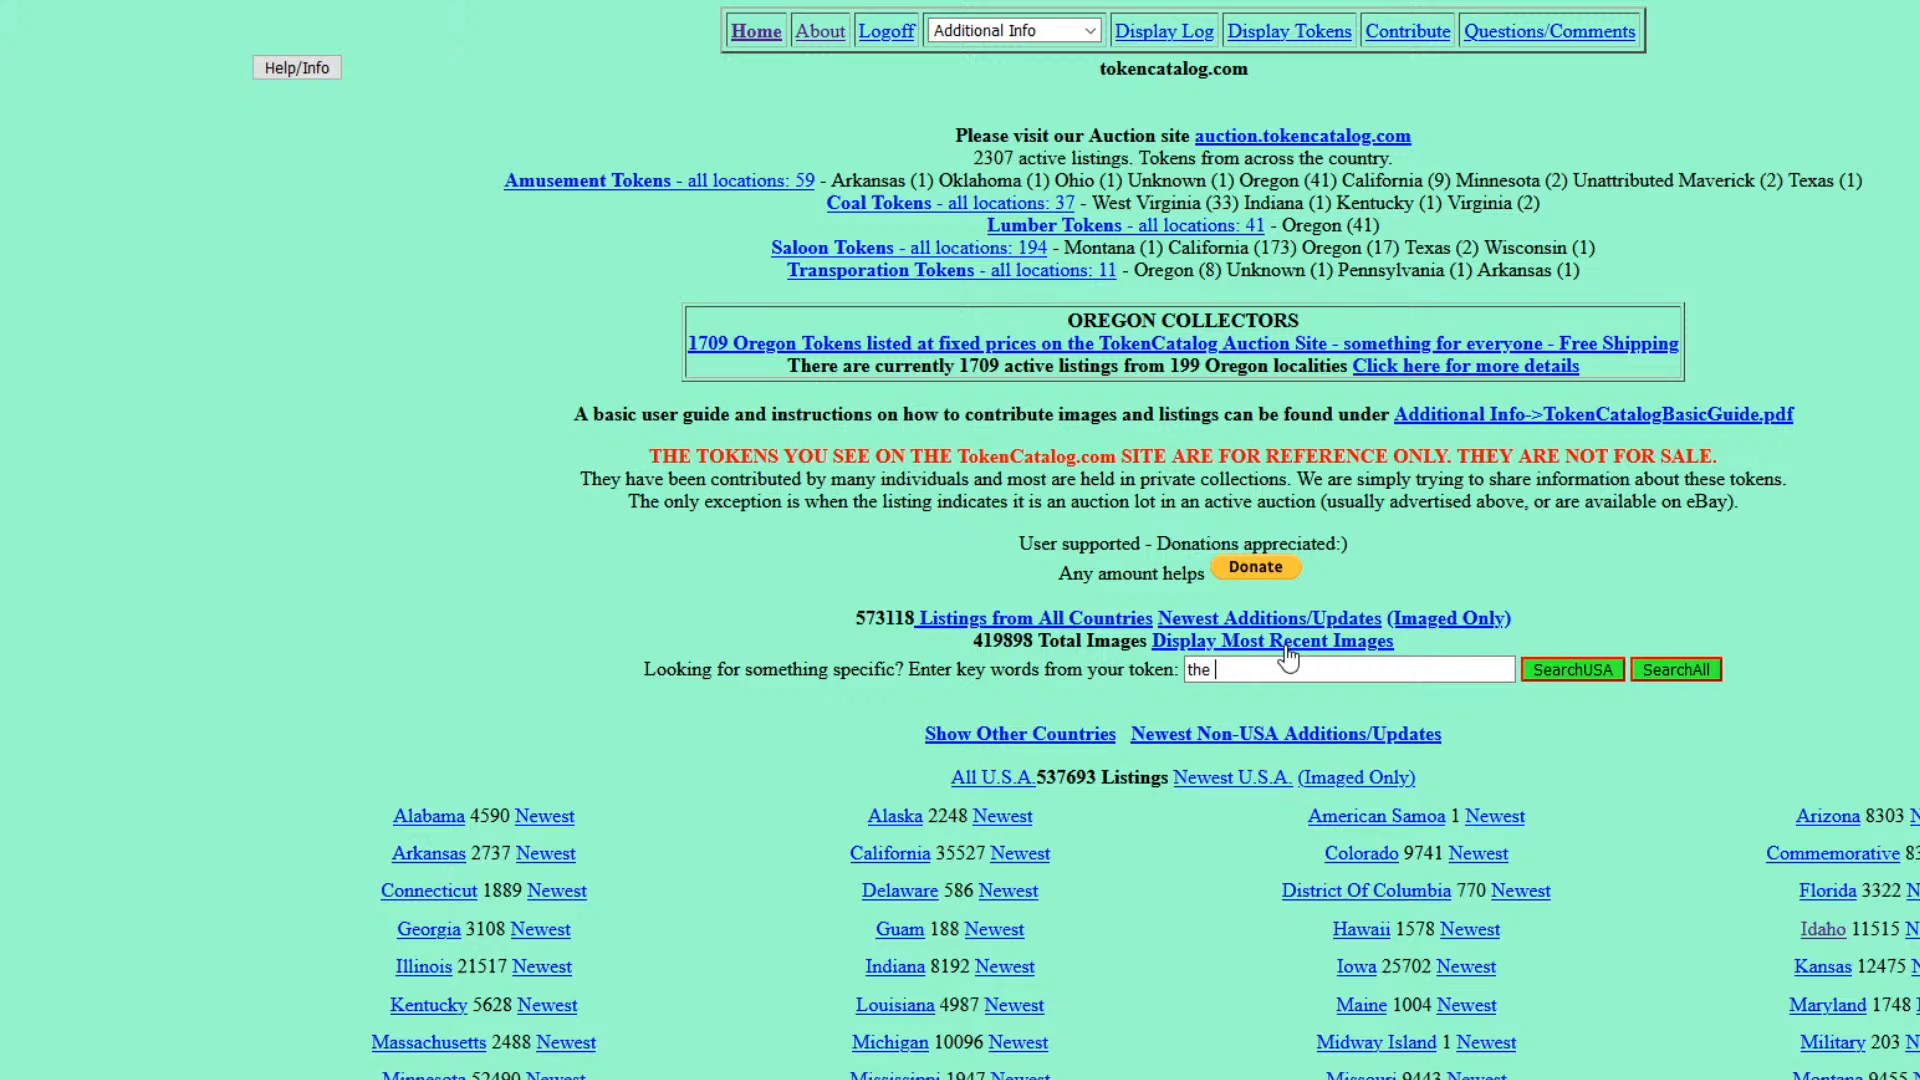 Home About Logoff Additional Info Display Log Display Tokens Contribute Questions/Comments
Help/Info
tokencatalog.com
Please visit our Auction site auction.tokencatalog.com
2307 active listings. Tokens from across the country.
Amusement Tokens - all locations: 59 - Arkansas (1) Oklahoma (1) Ohio (1) Unknown (1) Oregon (41) California (9) Minnesota (2) Unattributed Maverick (2) Texas (1)
Coal Tokens - all locations: 37 - West Virginia (33) Indiana (1) Kentucky (1) Virginia (2)
Lumber Tokens - all locations: 41 - Oregon (41)
Saloon Tokens - all locations: 194 - Montana (1) California (173) Oregon (17) Texas (2) Wisconsin (1)
Transporation Tokens - all locations: 11 - Oregon (8) Unknown (1) Pennsylvania (1) Arkansas (1)
OREGON COLLECTORS
1709 Oregon Tokens listed at fixed prices on the TokenCatalog Auction Site - something for everyone - Free Shipping
There are currently 1709 active listings from 199 Oregon localities Click here for more details
A basic user guide and instructions on how to contribute images and listings can be found under Additional Info->TokenCatalogBasicGuide.pdf
THE TOKENS YOU SEE ON THE TokenCatalog.com SITE ARE FOR REFERENCE ONLY. THEY ARE NOT FOR SALE.
They have been contributed by many individuals and most are held in private collections. We are simply trying to share information about these tokens.
The only exception is when the listing indicates it is an auction lot in an active auction (usually advertised above, or are available on eBay).
User supported - Donations appreciated:)
Any amount helps Donate
573118 Listings from All Countries Newest Additions/Updates (Imaged Only)
419898 Total Images Display Most Recent Images
Looking for something specific? Enter key words from your token: the SearchUSA SearchAll
Show Other Countries Newest Non-USA Additions/Updates
All U.S.A. 537693 Listings Newest U.S.A. (Imaged Only)
Alabama 4590 Newest Alaska 2248 Newest American Samoa 1 Newest Arizona 8303 N
Arkansas 2737 Newest California 35527 Newest Colorado 9741 Newest Commemorative 83
Connecticut 1889 Newest Delaware 586 Newest District Of Columbia 770 Newest Florida 3322 N
Georgia 3108 Newest Guam 188 Newest Hawaii 1578 Newest Idaho 11515 N
Illinois 21517 Newest Indiana 8192 Newest Iowa 25702 Newest Kansas 12475 N
Kentucky 5628 Newest Louisiana 4987 Newest Maine 1004 Newest Maryland 1748
Massachusetts 2488 Newest Michigan 10096 Newest Midway Island 1 Newest Military 203 N
Minnesota 52490 Newest Mississippi 1947 Newest Missouri 9443 Newest Montana 9455